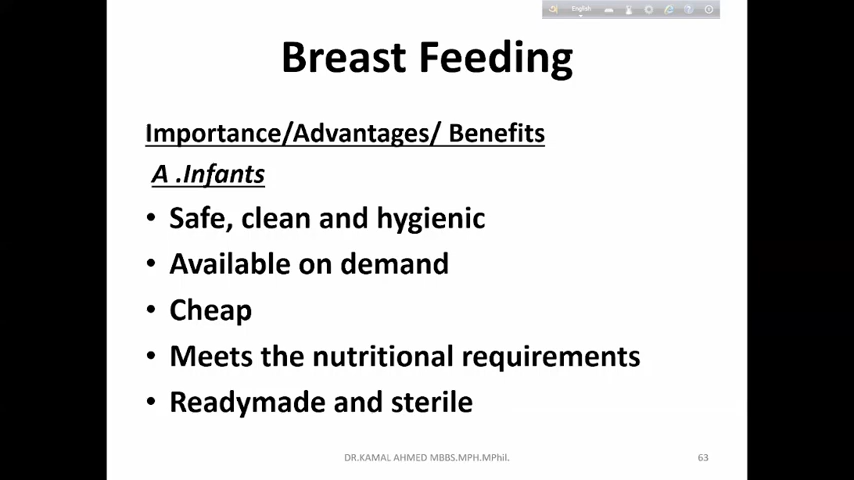 English
Breast Feeding
Importance/Advantages/ Benefits
A .Infants
• Safe, clean and hygienic
• Available on demand
• Cheap
• Meets the nutritional requirements
• Readymade and sterile
DR.KAMAL AHMED MBBS.MPH.MPhil.
63